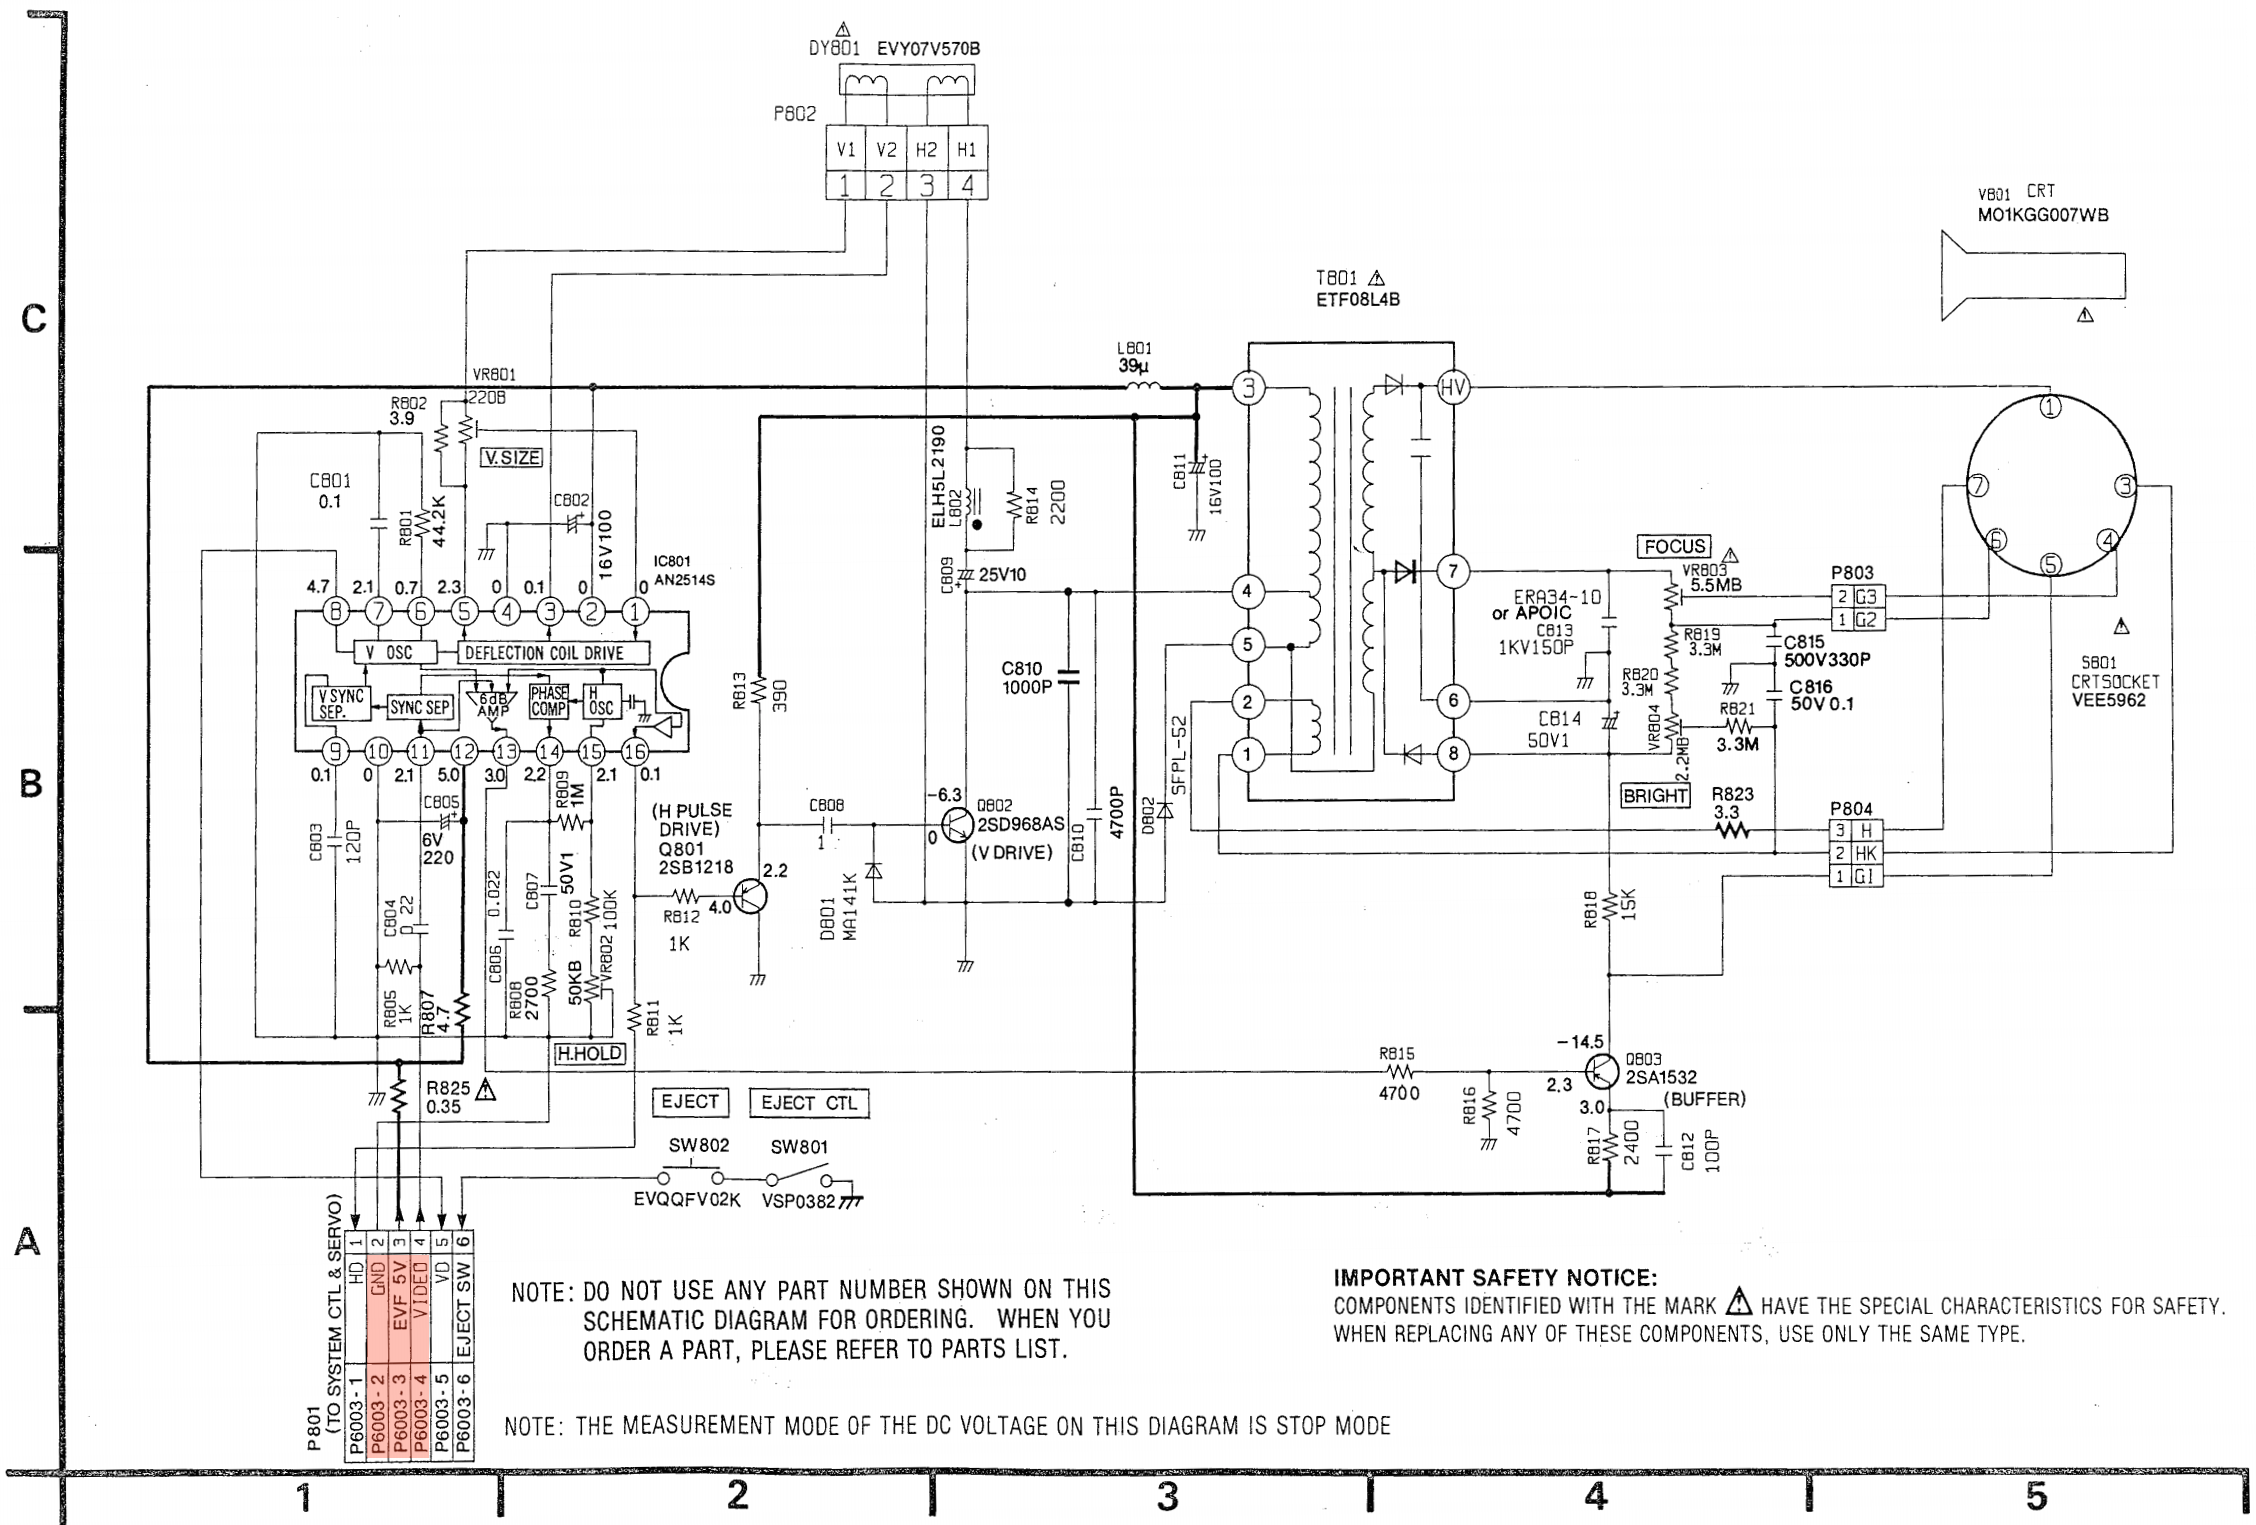 DY801 EVY07V570B
P802
V1 V2 H2 H1
1 2 3 4
V801 CRT
M01KGG007WB
T801
ETF08L4B
C
L801
39µ
VR801
220B
R802
3.9
V.SIZE
C801
0.1
R801
44.2K
C802
16V100
IC801
AN2514S
4.7 2.1 0.7 2.3 0 0.1 0 0
8 7 6 5 4 3 2 1
V OSC
DEFLECTION COIL DRIVE
V SYNC
SEP.
SYNC SEP
6dB
AMP
PHASE
COMP
H
OSC
9 10 11 12 13 14 15 16
0.1 0 2.1 5.0 3.0 2.2 2.1 0.1
ELH5L2190
L802
R814
2200
C809
25V10
C811
16V100
3
4
5
2
1
HV
7
6
8
1
7
3
6
4
5
FOCUS
VR803
5.5MB
ERA34-10
or APOIC
C813
1KV150P
R819
3.3M
R820
3.3M
VR804
2.2MB
R821
3.3M
C814
50V1
BRIGHT
P803
2 G3
1 G2
C815
500V330P
C816
50V 0.1
S801
CRTSOCKET
VEE5962
R823
3.3
P804
3 H
2 HK
1 G1
B
C803
120P
C805
6V
220
C804
R805
1K
R807
4.7
C806
0.022
R808
2700
C807
50V1
R809
1M
R810
100K
VR802
50KB
H.HOLD
R811
1K
R812
1K
(H PULSE
DRIVE)
Q801
2SB1218
4.0
2.2
R813
390
C808
1
D801
MA141K
-6.3
0
Q802
2SD968AS
(V DRIVE)
C810
1000P
C810
4700P
D802
SFPL-52
R818
15K
R825
0.35
EJECT
EJECT CTL
SW802
SW801
EVQQFV02K
VSP0382
R815
4700
R816
4700
-14.5
2.3
3.0
Q803
2SA1532
(BUFFER)
R817
2400
C812
100P
A
P801
(TO SYSTEM CTL & SERVO)
P6003-1 HD 1
P6003-2 GND 2
P6003-3 EVF 5V 3
P6003-4 VIDEO 4
P6003-5 VD 5
P6003-6 EJECT SW 6
NOTE: DO NOT USE ANY PART NUMBER SHOWN ON THIS
SCHEMATIC DIAGRAM FOR ORDERING. WHEN YOU
ORDER A PART, PLEASE REFER TO PARTS LIST.
NOTE: THE MEASUREMENT MODE OF THE DC VOLTAGE ON THIS DIAGRAM IS STOP MODE
IMPORTANT SAFETY NOTICE:
COMPONENTS IDENTIFIED WITH THE MARK HAVE THE SPECIAL CHARACTERISTICS FOR SAFETY.
WHEN REPLACING ANY OF THESE COMPONENTS, USE ONLY THE SAME TYPE.
1 2 3 4 5